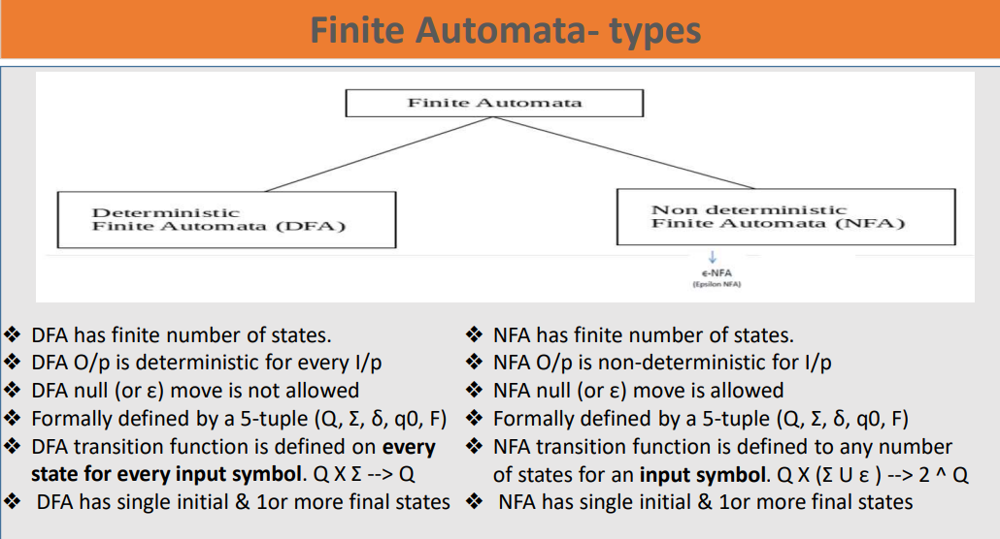 Finite Automata- types
Finite Automata
Deterministic
Finite Automata (DFA)
Non deterministic
Finite Automata (NFA)
ϵ-NFA
(Epsilon NFA)
❖ DFA has finite number of states.
❖ DFA O/p is deterministic for every I/p
❖ DFA null (or ε) move is not allowed
❖ Formally defined by a 5-tuple (Q, Σ, δ, q0, F)
❖ DFA transition function is defined on every
state for every input symbol. Q X Σ --> Q
❖ DFA has single initial & 1or more final states
❖ NFA has finite number of states.
❖ NFA O/p is non-deterministic for I/p
❖ NFA null (or ε) move is allowed
❖ Formally defined by a 5-tuple (Q, Σ, δ, q0, F)
❖ NFA transition function is defined to any number
of states for an input symbol. Q X (Σ U ε ) --> 2 ^ Q
❖ NFA has single initial & 1or more final states